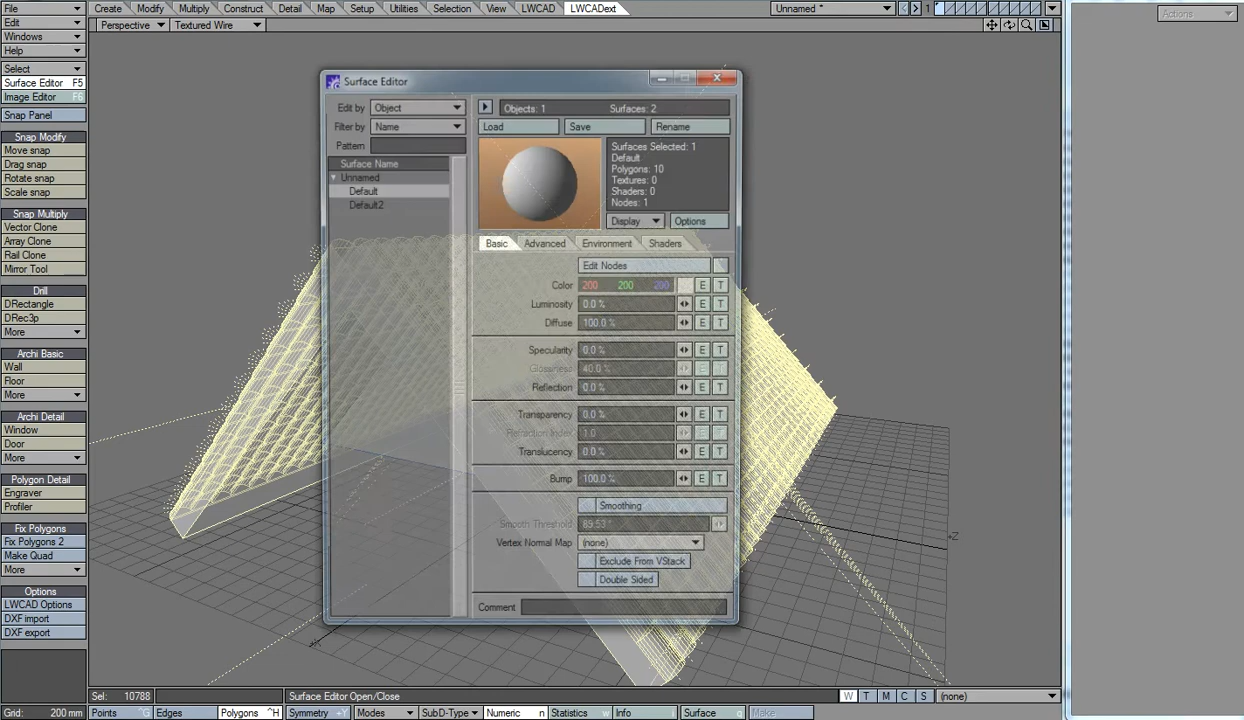 File
Create Modify Multiply Construct Detail Map Setup Utilities Selection View LWCAD LWCADext Unnamed * 1
Edit
Perspective Textured Wire
Actions
Windows
Help
Select
Surface Editor F5
Image Editor F6
Snap Panel
Snap Modify
Move snap
Drag snap
Rotate snap
Scale snap
Snap Multiply
Vector Clone
Array Clone
Rail Clone
Mirror Tool
Drill
DRectangle
DRec3p
More
Archi Basic
Wall
Floor
More
Archi Detail
Window
Door
More
Polygon Detail
Engraver
Profiler
Fix Polygons
Fix Polygons 2
Make Quad
More
Options
LWCAD Options
DXF import
DXF export
Surface Editor
Edit by Object
Filter by Name
Pattern
Surface Name
Unnamed
Default
Default2
Objects: 1 Surfaces: 2
Load Save Rename
Surfaces Selected: 1
Default
Polygons: 10
Textures: 0
Shaders: 0
Nodes: 1
Display Options
Basic Advanced Environment Shaders
Edit Nodes
Color 200 200 200 E T
Luminosity 0.0 % E T
Diffuse 100.0 % E T
Specularity 0.0 % E T
Glossiness 40.0 % E T
Reflection 0.0 % E T
Transparency 0.0 % E T
Refraction Index 1.0 E T
Translucency 0.0 % E T
Bump 100.0 % E T
Smoothing
Smooth Threshold 89.53 °
Vertex Normal Map (none)
Exclude From VStack
Double Sided
Comment
Z
Sel: 10788 Surface Editor Open/Close W T M C S (none)
Grid: 200 mm Points ^G Edges Polygons ^H Symmetry +Y Modes SubD-Type Numeric n Statistics w Info i Surface q Make